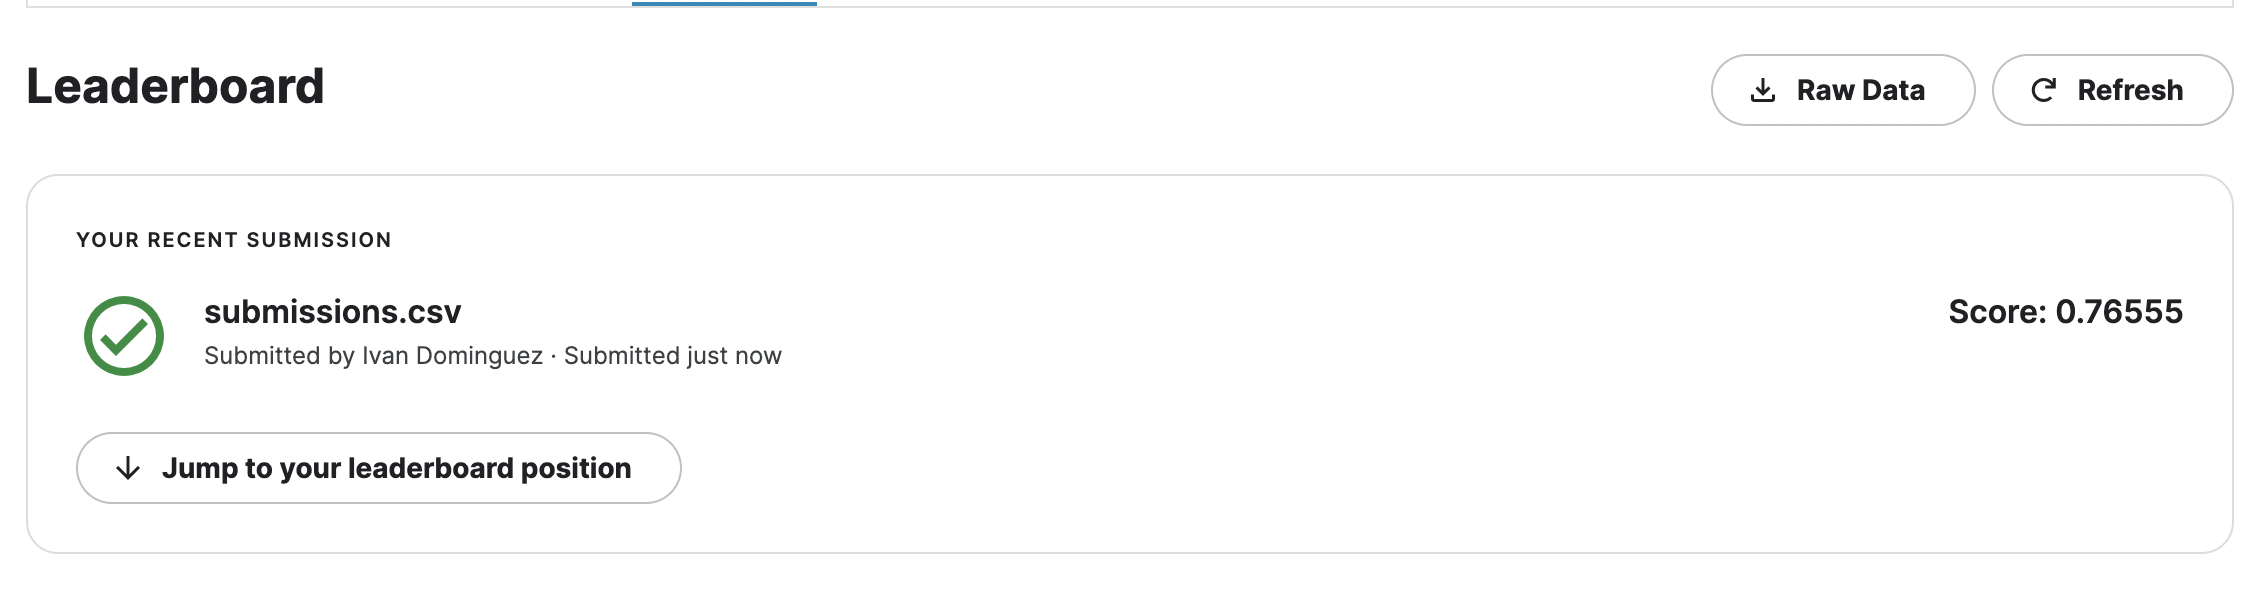 Leaderboard
Raw Data
Refresh
YOUR RECENT SUBMISSION
submissions.csv
Score: 0.76555
Submitted by Ivan Dominguez · Submitted just now
Jump to your leaderboard position